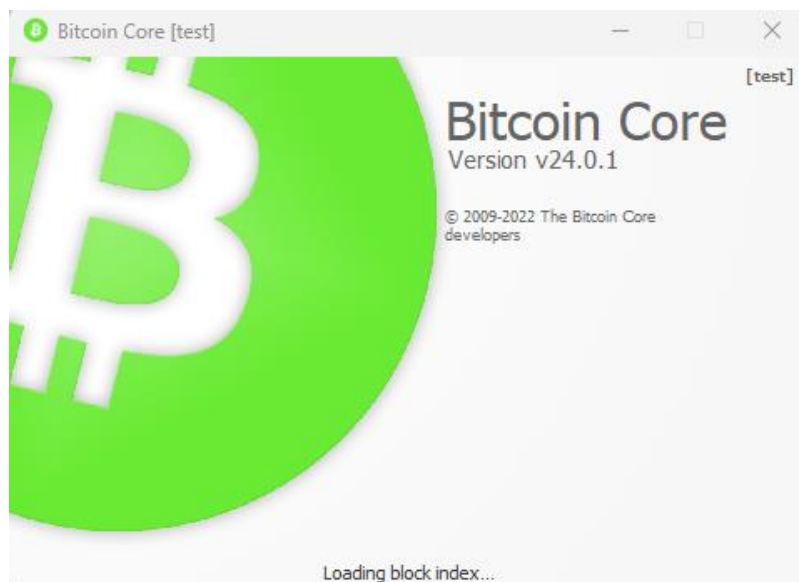 Bitcoin Core [test]
[test]
Bitcoin Core
Version v24.0.1
© 2009-2022 The Bitcoin Core
developers
Loading block index...